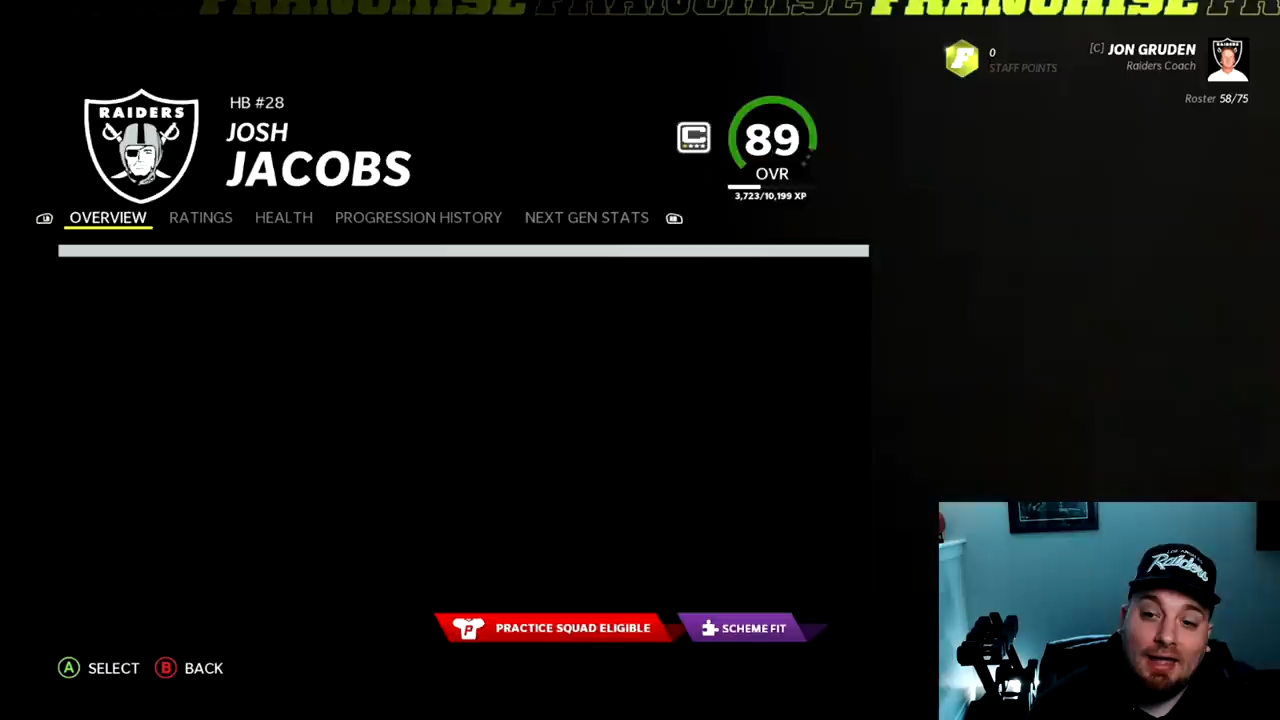 FRANCHISE FRANCHISE FRANCHISE FR
0
STAFF POINTS
[C] JON GRUDEN
Raiders Coach
RAIDERS
Roster 58/75
RAIDERS
HB #28
JOSH
JACOBS
C
89
OVR
3,723/10,199 XP
OVERVIEW RATINGS HEALTH PROGRESSION HISTORY NEXT GEN STATS
P PRACTICE SQUAD ELIGIBLE
SCHEME FIT
A SELECT B BACK
Raiders